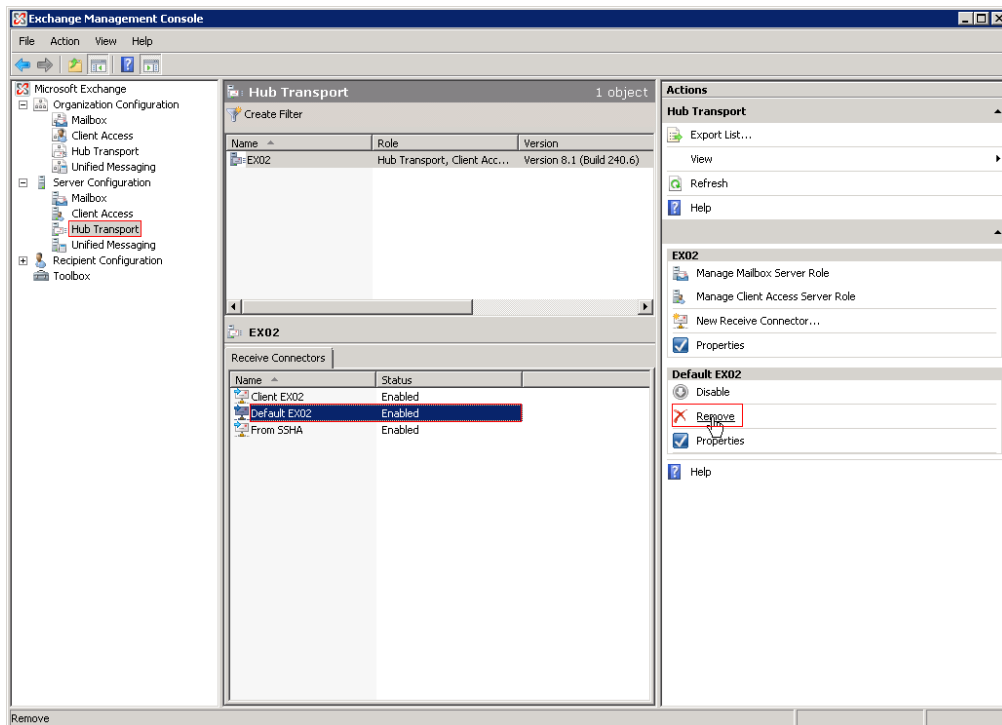 Exchange Management Console
File Action View Help
Microsoft Exchange
Organization Configuration
Mailbox
Client Access
Hub Transport
Unified Messaging
Server Configuration
Mailbox
Client Access
Hub Transport
Unified Messaging
Recipient Configuration
Toolbox
Hub Transport 1 object
Create Filter
Name Role Version
EX02 Hub Transport, Client Acc... Version 8.1 (Build 240.6)
EX02
Receive Connectors
Name Status
Client EX02 Enabled
Default EX02 Enabled
From SSHA Enabled
Actions
Hub Transport
Export List...
View
Refresh
Help
EX02
Manage Mailbox Server Role
Manage Client Access Server Role
New Receive Connector...
Properties
Default EX02
Disable
Remove
Properties
Help
Remove